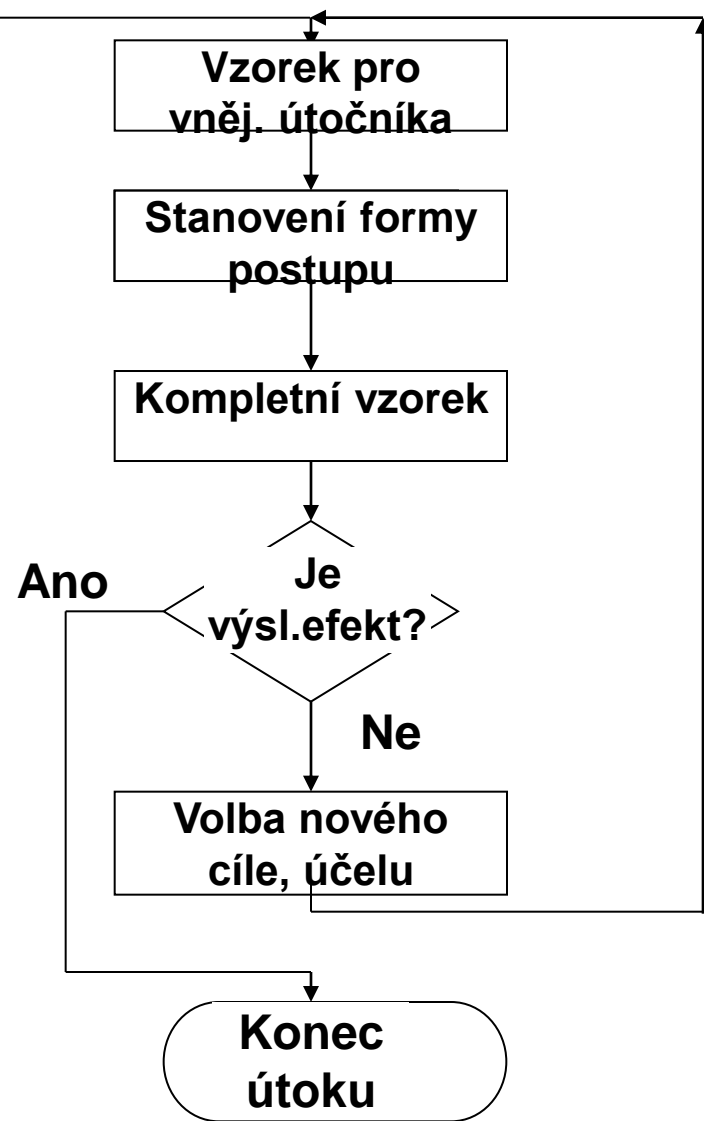 Vzorek pro
vněj. útočníka
Stanovení formy
postupu
Kompletní vzorek
Ano
Je
výsl.efekt?
Ne
Volba nového
cíle, účelu
Konec
útoku